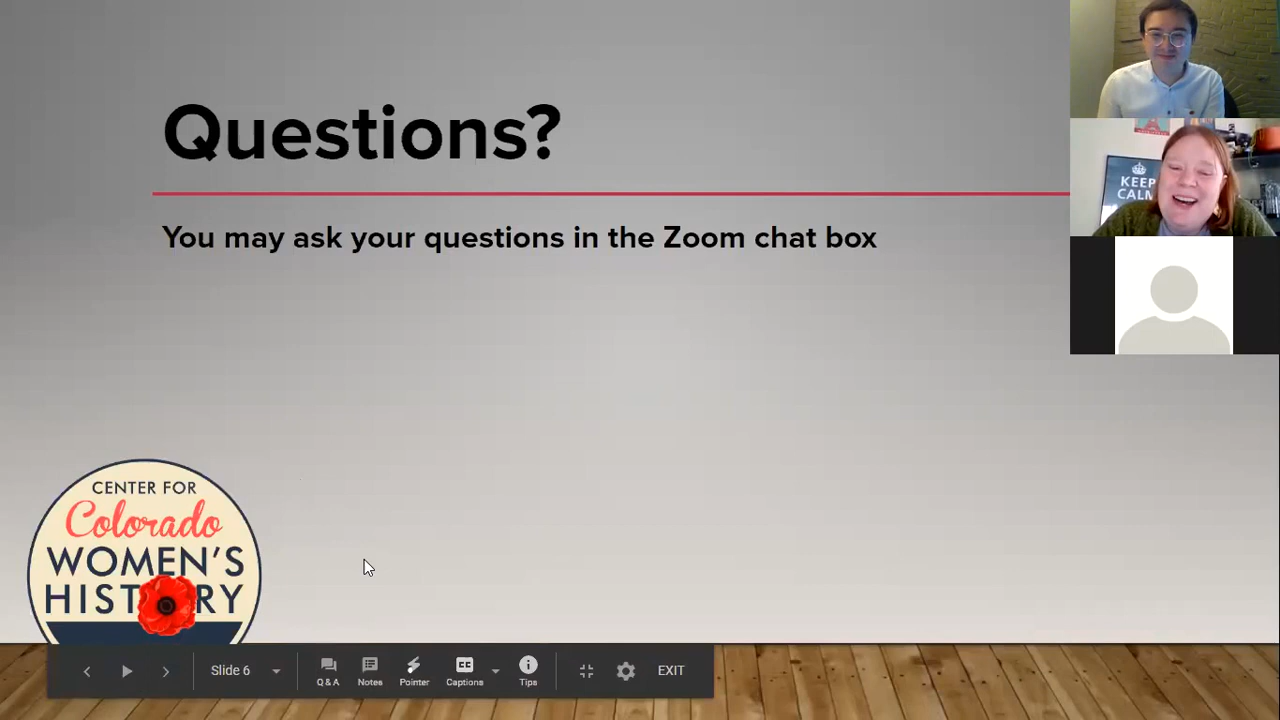 Questions?
You may ask your questions in the Zoom chat box
KEEP
CALM
CENTER FOR
Colorado
WOMEN'S
HISTORY
Slide 6
Q & A
Notes
Pointer
Captions
Tips
EXIT